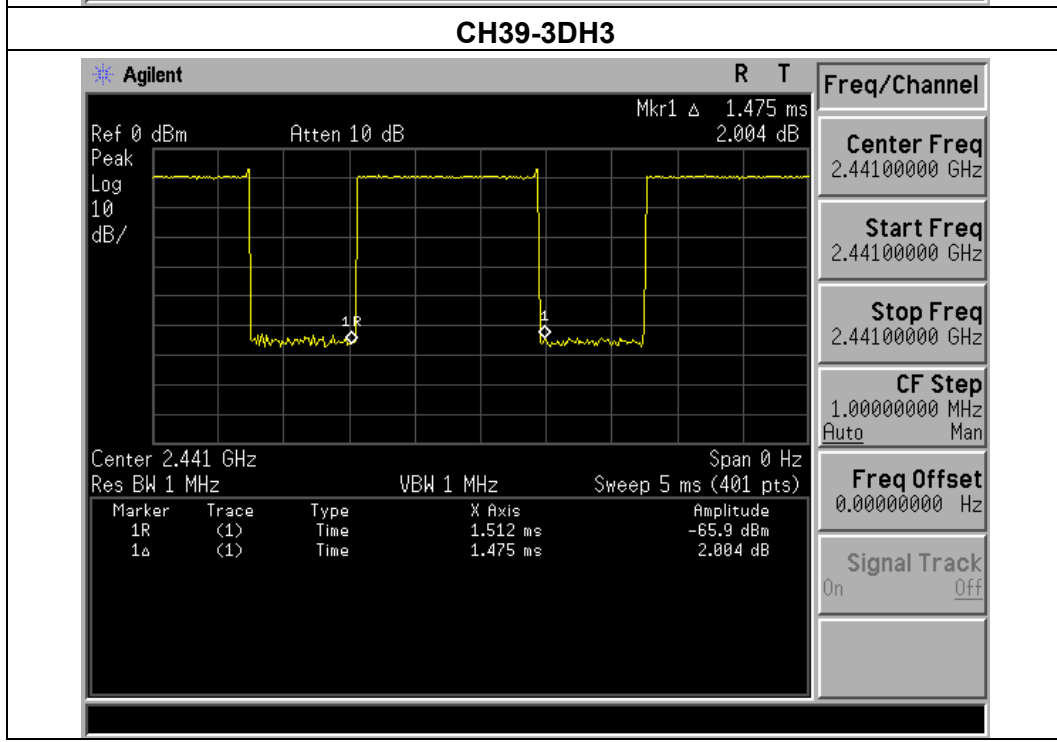 CH39-3DH3
Agilent R T
Mkr1 Δ 1.475 ms
Ref 0 dBm Atten 10 dB 2.004 dB
Peak
Log
10
dB/
1R
1
Center 2.441 GHz Span 0 Hz
Res BW 1 MHz VBW 1 MHz Sweep 5 ms (401 pts)
Marker Trace Type X Axis Amplitude
1R (1) Time 1.512 ms -65.9 dBm
1Δ (1) Time 1.475 ms 2.004 dB
Freq/Channel
Center Freq
2.44100000 GHz
Start Freq
2.44100000 GHz
Stop Freq
2.44100000 GHz
CF Step
1.00000000 MHz
Auto Man
Freq Offset
0.00000000 Hz
Signal Track
On Off